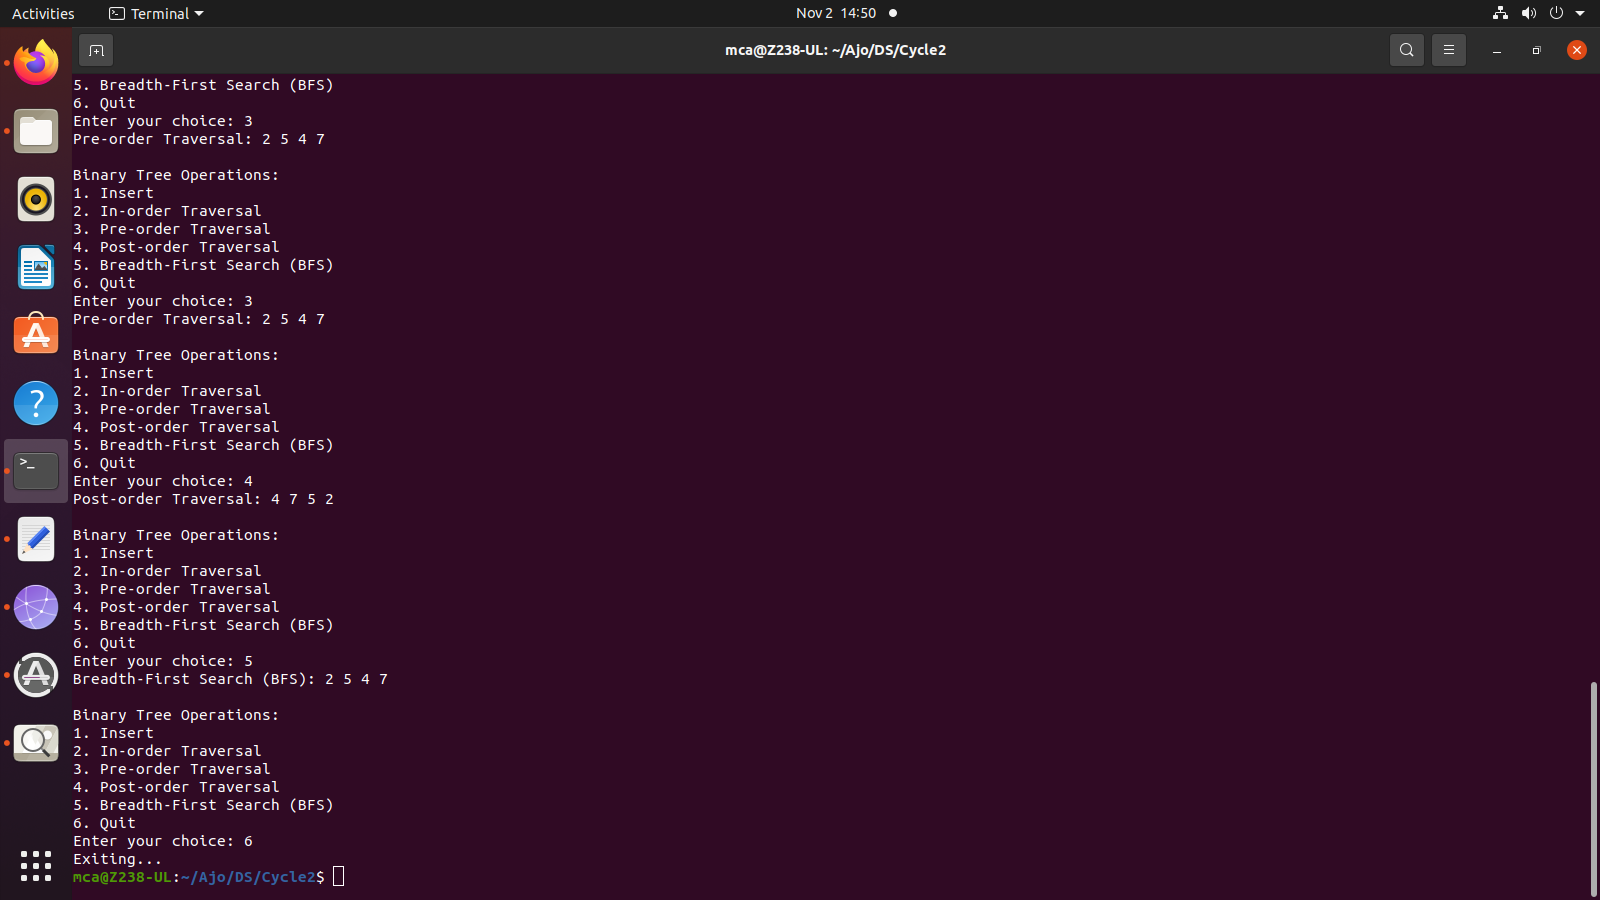 Activities Terminal Nov 2 14:50
mca@Z238-UL: ~/Ajo/DS/Cycle2
5. Breadth-First Search (BFS)
6. Quit
Enter your choice: 3
Pre-order Traversal: 2 5 4 7
Binary Tree Operations:
1. Insert
2. In-order Traversal
3. Pre-order Traversal
4. Post-order Traversal
5. Breadth-First Search (BFS)
6. Quit
Enter your choice: 3
Pre-order Traversal: 2 5 4 7
Binary Tree Operations:
1. Insert
2. In-order Traversal
3. Pre-order Traversal
4. Post-order Traversal
5. Breadth-First Search (BFS)
6. Quit
Enter your choice: 4
Post-order Traversal: 4 7 5 2
Binary Tree Operations:
1. Insert
2. In-order Traversal
3. Pre-order Traversal
4. Post-order Traversal
5. Breadth-First Search (BFS)
6. Quit
Enter your choice: 5
Breadth-First Search (BFS): 2 5 4 7
Binary Tree Operations:
1. Insert
2. In-order Traversal
3. Pre-order Traversal
4. Post-order Traversal
5. Breadth-First Search (BFS)
6. Quit
Enter your choice: 6
Exiting...
mca@Z238-UL:~/Ajo/DS/Cycle2$